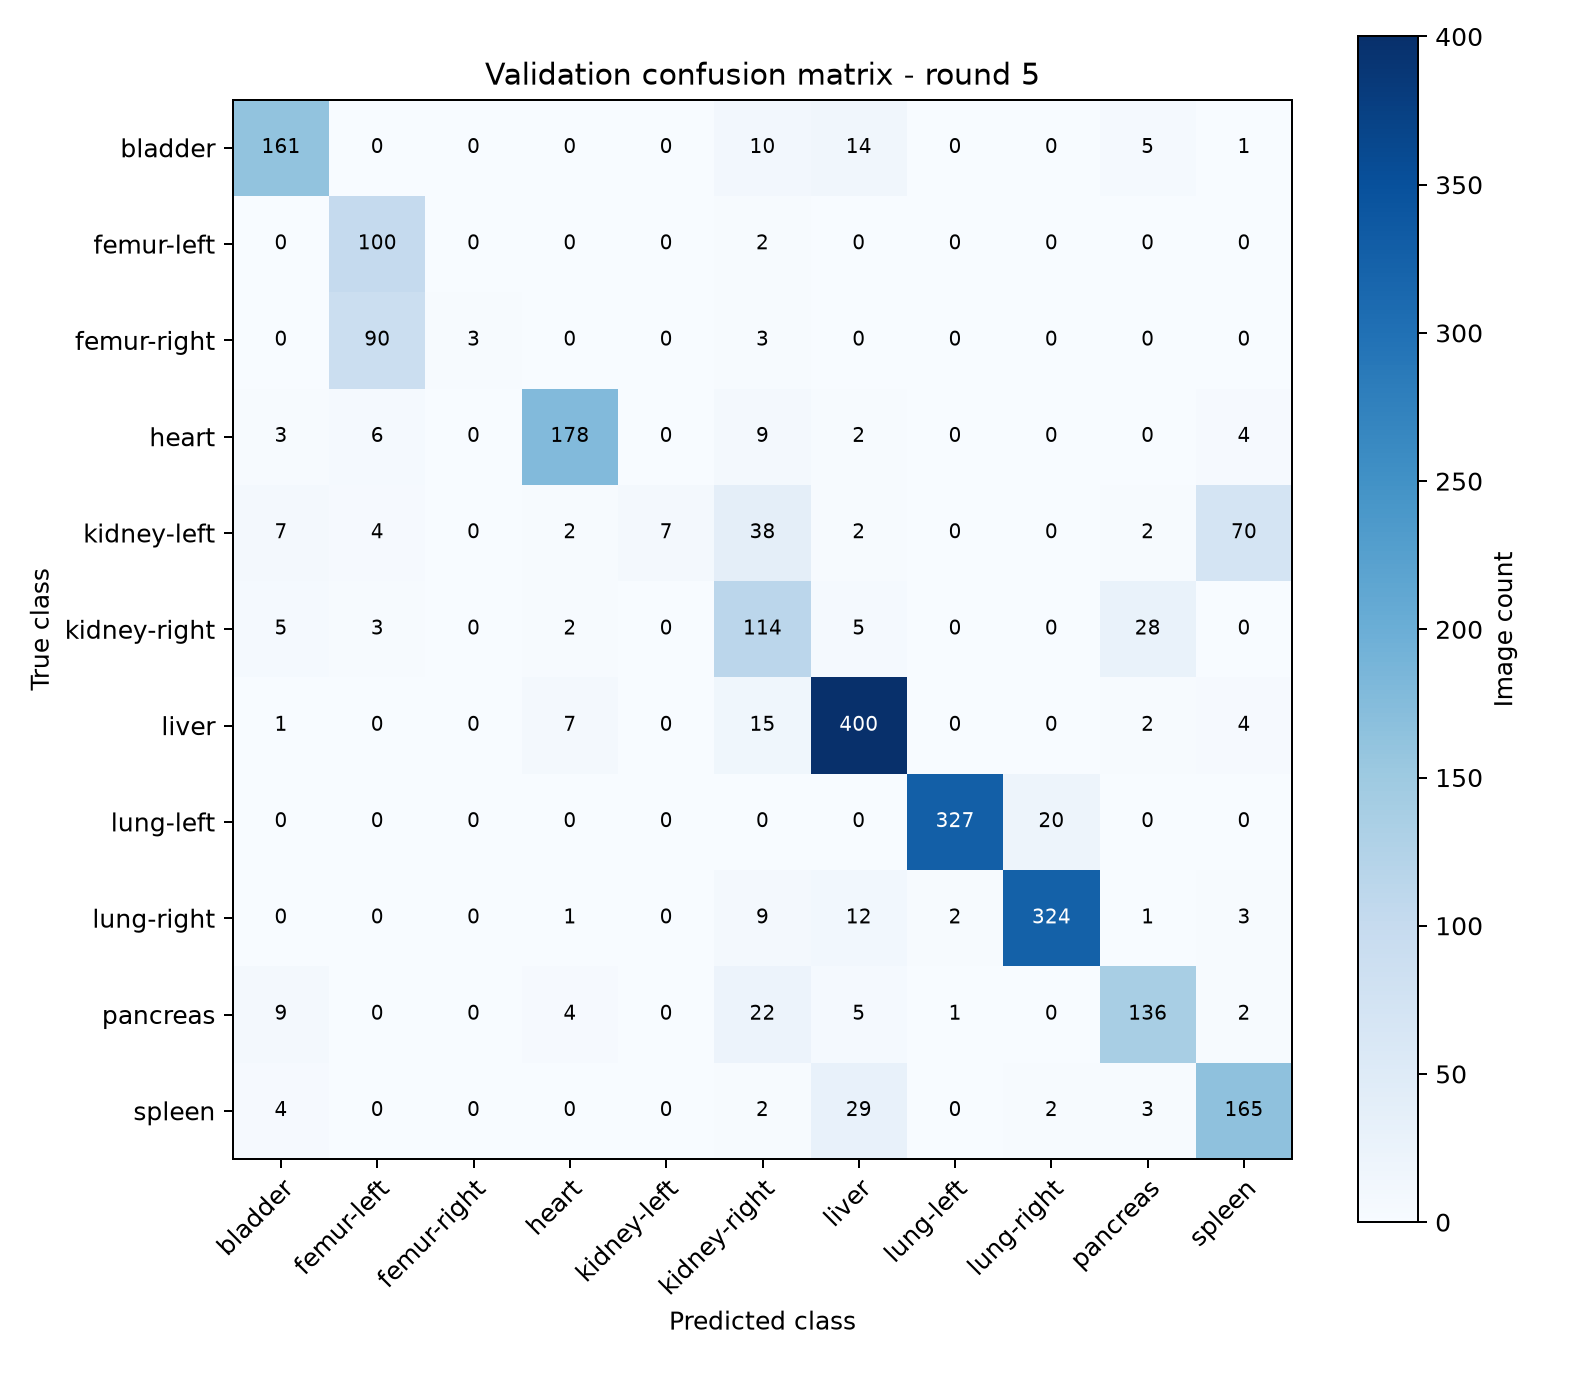 Validation confusion matrix - round 5
bladder 161 0 0 0 0 10 14 0 0 5 1
femur-left 0 100 0 0 0 2 0 0 0 0 0
femur-right 0 90 3 0 0 3 0 0 0 0 0
heart 3 6 0 178 0 9 2 0 0 0 4
kidney-left 7 4 0 2 7 38 2 0 0 2 70
kidney-right 5 3 0 2 0 114 5 0 0 28 0
liver 1 0 0 7 0 15 400 0 0 2 4
lung-left 0 0 0 0 0 0 0 327 20 0 0
lung-right 0 0 0 1 0 9 12 2 324 1 3
pancreas 9 0 0 4 0 22 5 1 0 136 2
spleen 4 0 0 0 0 2 29 0 2 3 165
True class
bladder femur-left femur-right heart kidney-left kidney-right liver lung-left lung-right pancreas spleen
Predicted class
400
350
300
250
200
150
100
50
0
Image count